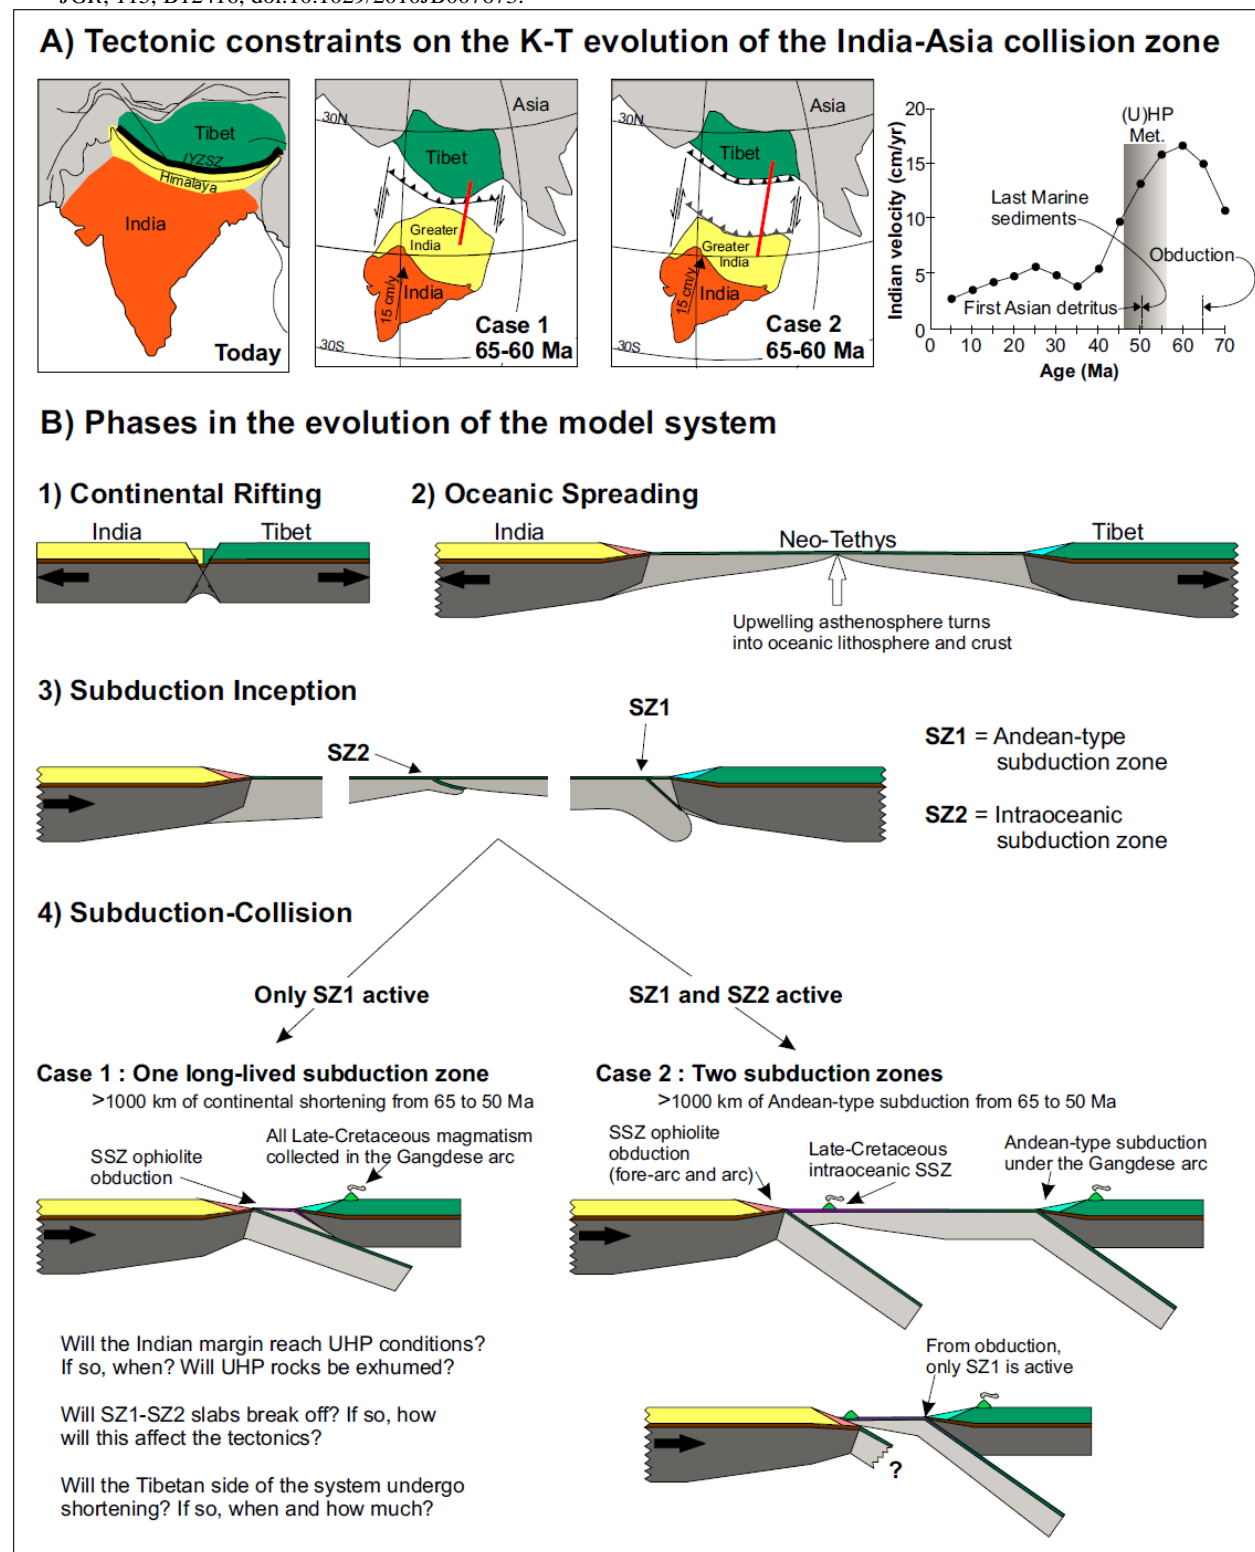 JGR, 115, B12416, doi:10.1029/2010JB007673.
A) Tectonic constraints on the K-T evolution of the India-Asia collision zone
Tibet
IYZSZ
Himalaya
India
Today
Asia
30N
Tibet
Greater
India
India
15 cm/y
30S
Case 1
65-60 Ma
Asia
30N
Tibet
Greater
India
India
15 cm/y
30S
Case 2
65-60 Ma
Indian velocity (cm/yr)
20
15
10
5
0
(U)HP
Met.
Last Marine
sediments
Obduction
First Asian detritus
0 10 20 30 40 50 60 70
Age (Ma)
B) Phases in the evolution of the model system
1) Continental Rifting
India
Tibet
2) Oceanic Spreading
India
Neo-Tethys
Tibet
Upwelling asthenosphere turns
into oceanic lithosphere and crust
3) Subduction Inception
SZ2
SZ1
SZ1 = Andean-type
subduction zone
SZ2 = Intraoceanic
subduction zone
4) Subduction-Collision
Only SZ1 active
SZ1 and SZ2 active
Case 1 : One long-lived subduction zone
>1000 km of continental shortening from 65 to 50 Ma
SSZ ophiolite
obduction
All Late-Cretaceous magmatism
collected in the Gangdese arc
Case 2 : Two subduction zones
>1000 km of Andean-type subduction from 65 to 50 Ma
SSZ ophiolite
obduction
(fore-arc and arc)
Late-Cretaceous
intraoceanic SSZ
Andean-type subduction
under the Gangdese arc
Will the Indian margin reach UHP conditions?
If so, when? Will UHP rocks be exhumed?
Will SZ1-SZ2 slabs break off? If so, how
will this affect the tectonics?
Will the Tibetan side of the system undergo
shortening? If so, when and how much?
From obduction,
only SZ1 is active
?